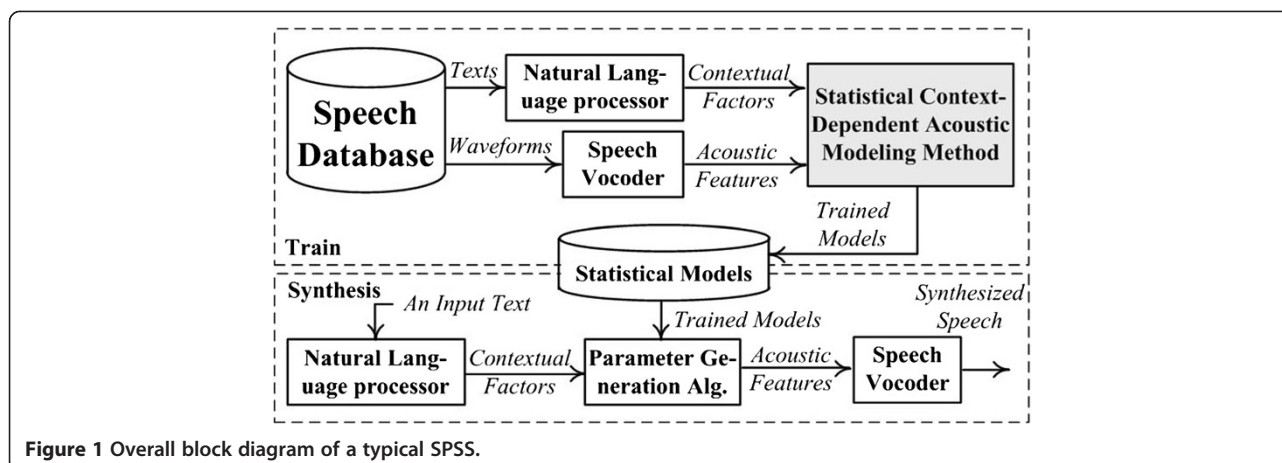 Speech
Database
Texts
Natural Lang-
uage processor
Contextual
Factors
Statistical Context-
Dependent Acoustic
Modeling Method
Waveforms
Speech
Vocoder
Acoustic
Features
Trained
Models
Train
Statistical Models
Synthesis
An Input Text
Trained Models
Synthesized
Speech
Natural Lang-
uage processor
Contextual
Factors
Parameter Ge-
neration Alg.
Acoustic
Features
Speech
Vocoder
Figure 1 Overall block diagram of a typical SPSS.